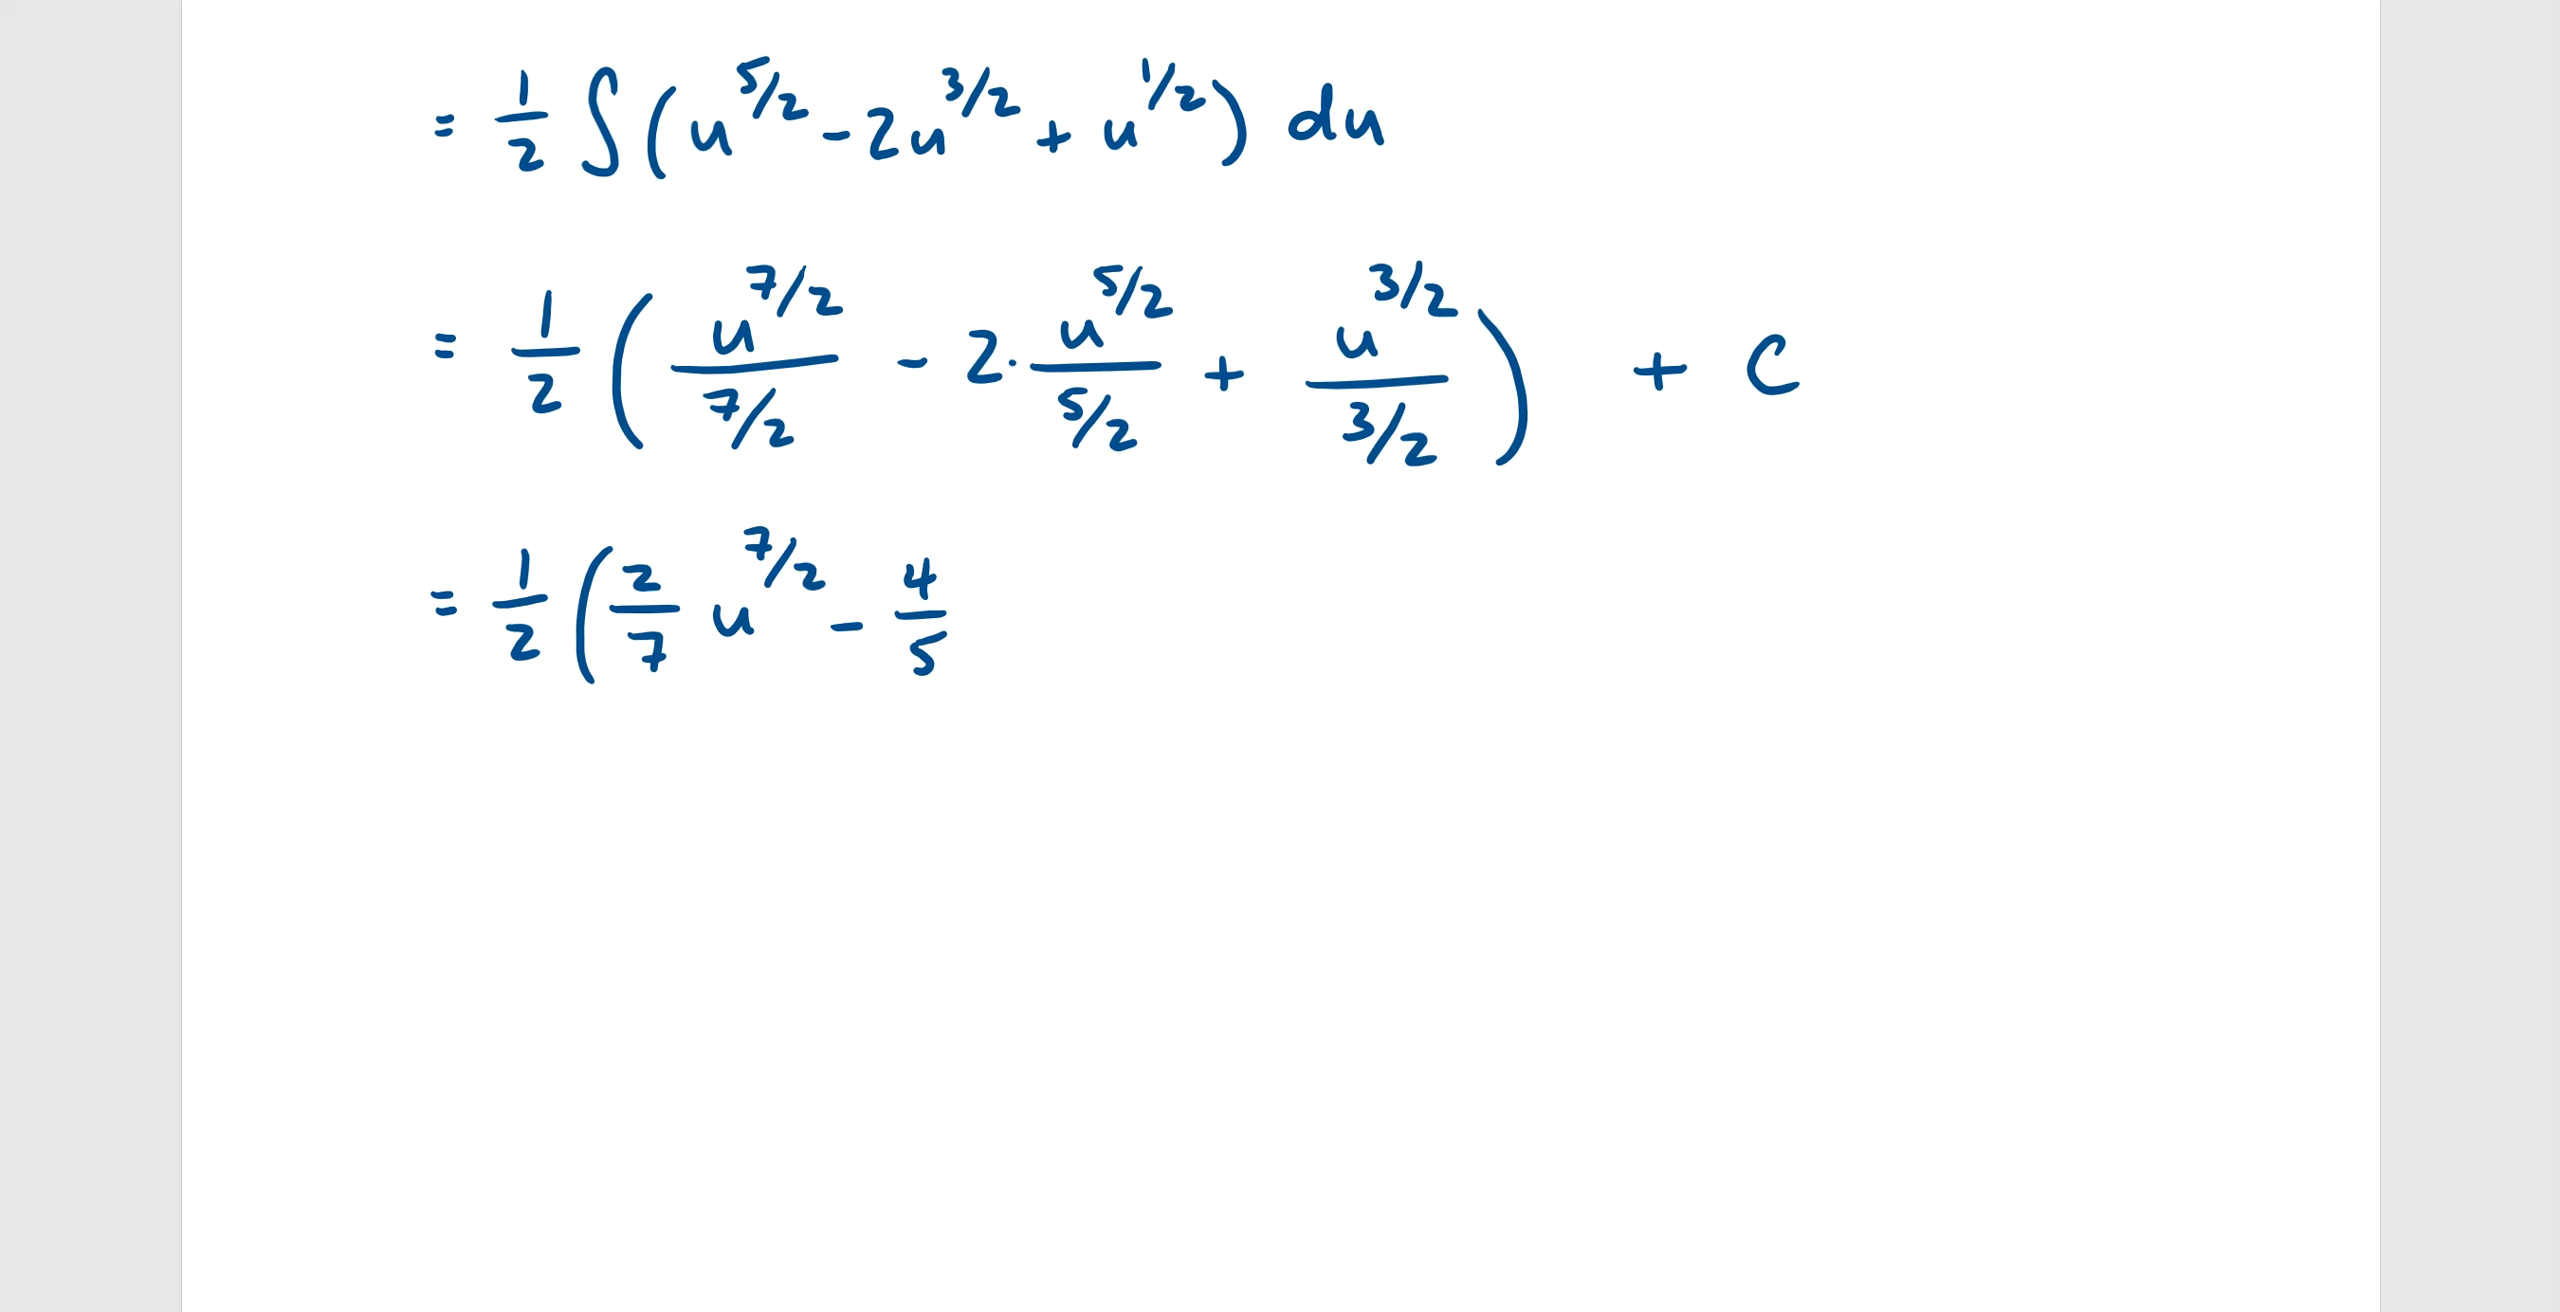 = 1/2 ∫ (u^{5/2} - 2u^{3/2} + u^{1/2}) du
= 1/2 (u^{7/2}/(7/2) - 2· u^{5/2}/(5/2) + u^{3/2}/(3/2)) + C
= 1/2 (2/7 u^{7/2} - 4/5